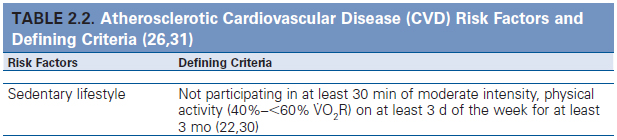 TABLE 2.2. Atherosclerotic Cardiovascular Disease (CVD) Risk Factors and
Defining Criteria (26,31)
Risk Factors Defining Criteria
Sedentary lifestyle Not participating in at least 30 min of moderate intensity, physical
activity (40%–<60% V̇O₂R) on at least 3 d of the week for at least
3 mo (22,30)